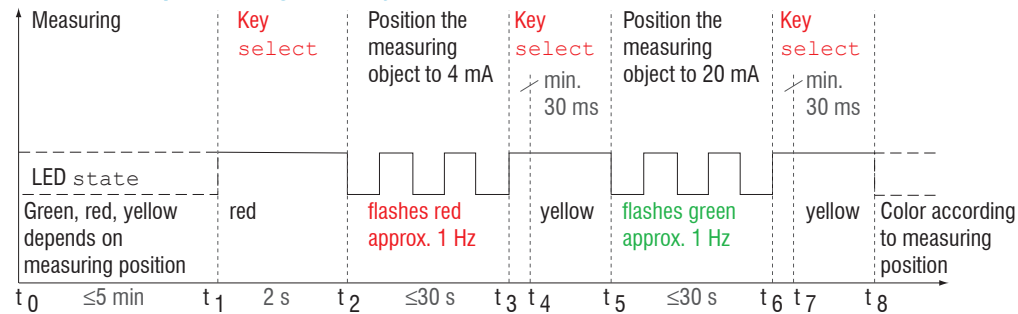 Measuring
Key
select
Position the
measuring
object to 4 mA
Key
select
min.
30 ms
Position the
measuring
object to 20 mA
Key
select
min.
30 ms
LED state
Green, red, yellow
depends on
measuring position
red
flashes red
approx. 1 Hz
yellow
flashes green
approx. 1 Hz
yellow
Color according
to measuring
position
t0 ≤5 min t1 2 s t2 ≤30 s t3 t4 t5 ≤30 s t6 t7 t8